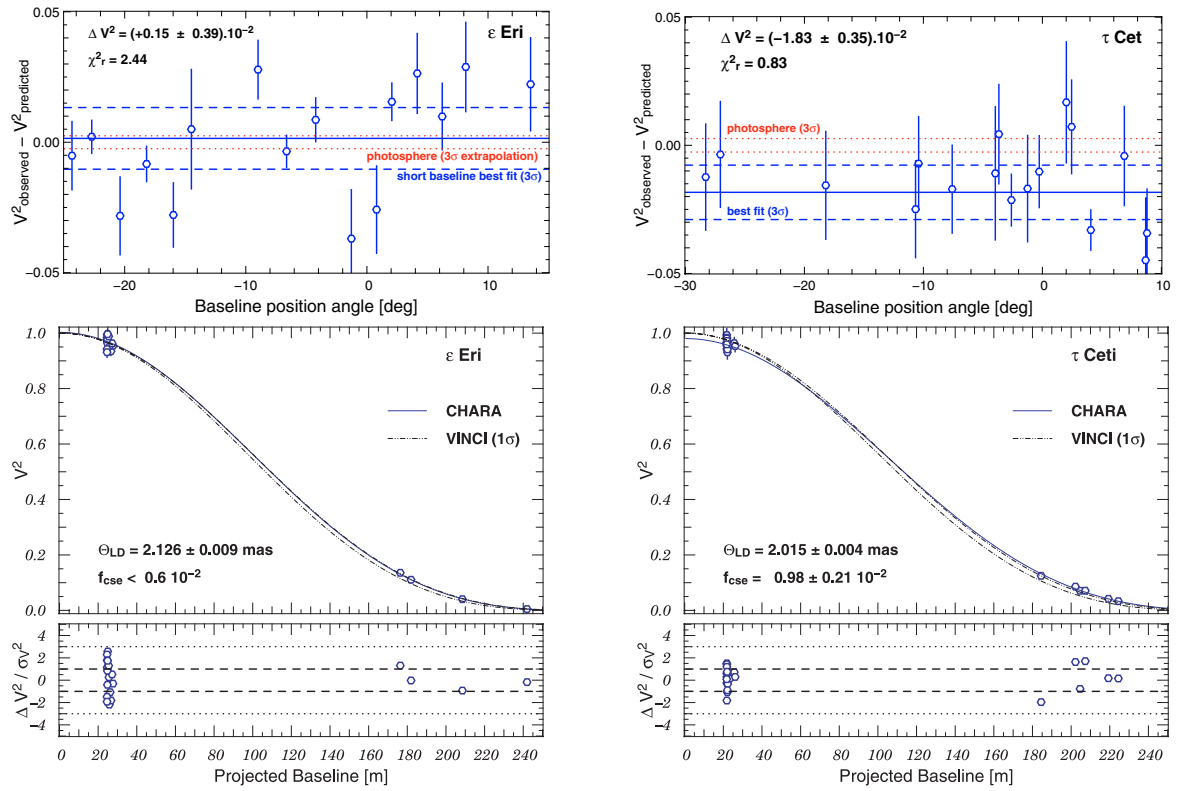 Δ V² = (+0.15 ± 0.39).10⁻²
χ²r = 2.44
ε Eri
0.05
0.00
−0.05
V²observed − V²predicted
photosphere (3σ extrapolation)
short baseline best fit (3σ)
−20 −10 0 10
Baseline position angle [deg]
Δ V² = (−1.83 ± 0.35).10⁻²
χ²r = 0.83
τ Cet
0.05
0.00
−0.05
V²observed − V²predicted
photosphere (3σ)
best fit (3σ)
−30 −20 −10 0 10
Baseline position angle [deg]
ε Eri
CHARA
VINCI (1σ)
1.0
0.8
0.6
0.4
0.2
0.0
V²
Θ_LD = 2.126 ± 0.009 mas
f_cse < 0.6 10⁻²
4
2
0
−2
−4
Δ V² / σV²
0 20 40 60 80 100 120 140 160 180 200 220 240
Projected Baseline [m]
τ Ceti
CHARA
VINCI (1σ)
1.0
0.8
0.6
0.4
0.2
0.0
V²
Θ_LD = 2.015 ± 0.004 mas
f_cse = 0.98 ± 0.21 10⁻²
4
2
0
−2
−4
Δ V² / σV²
0 20 40 60 80 100 120 140 160 180 200 220 240
Projected Baseline [m]